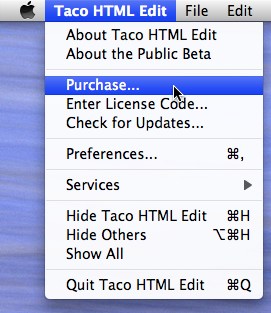 Taco HTML Edit File Edit
About Taco HTML Edit
About the Public Beta
Purchase...
Enter License Code...
Check for Updates...
Preferences... ⌘,
Services ▶
Hide Taco HTML Edit ⌘H
Hide Others ⌥⌘H
Show All
Quit Taco HTML Edit ⌘Q